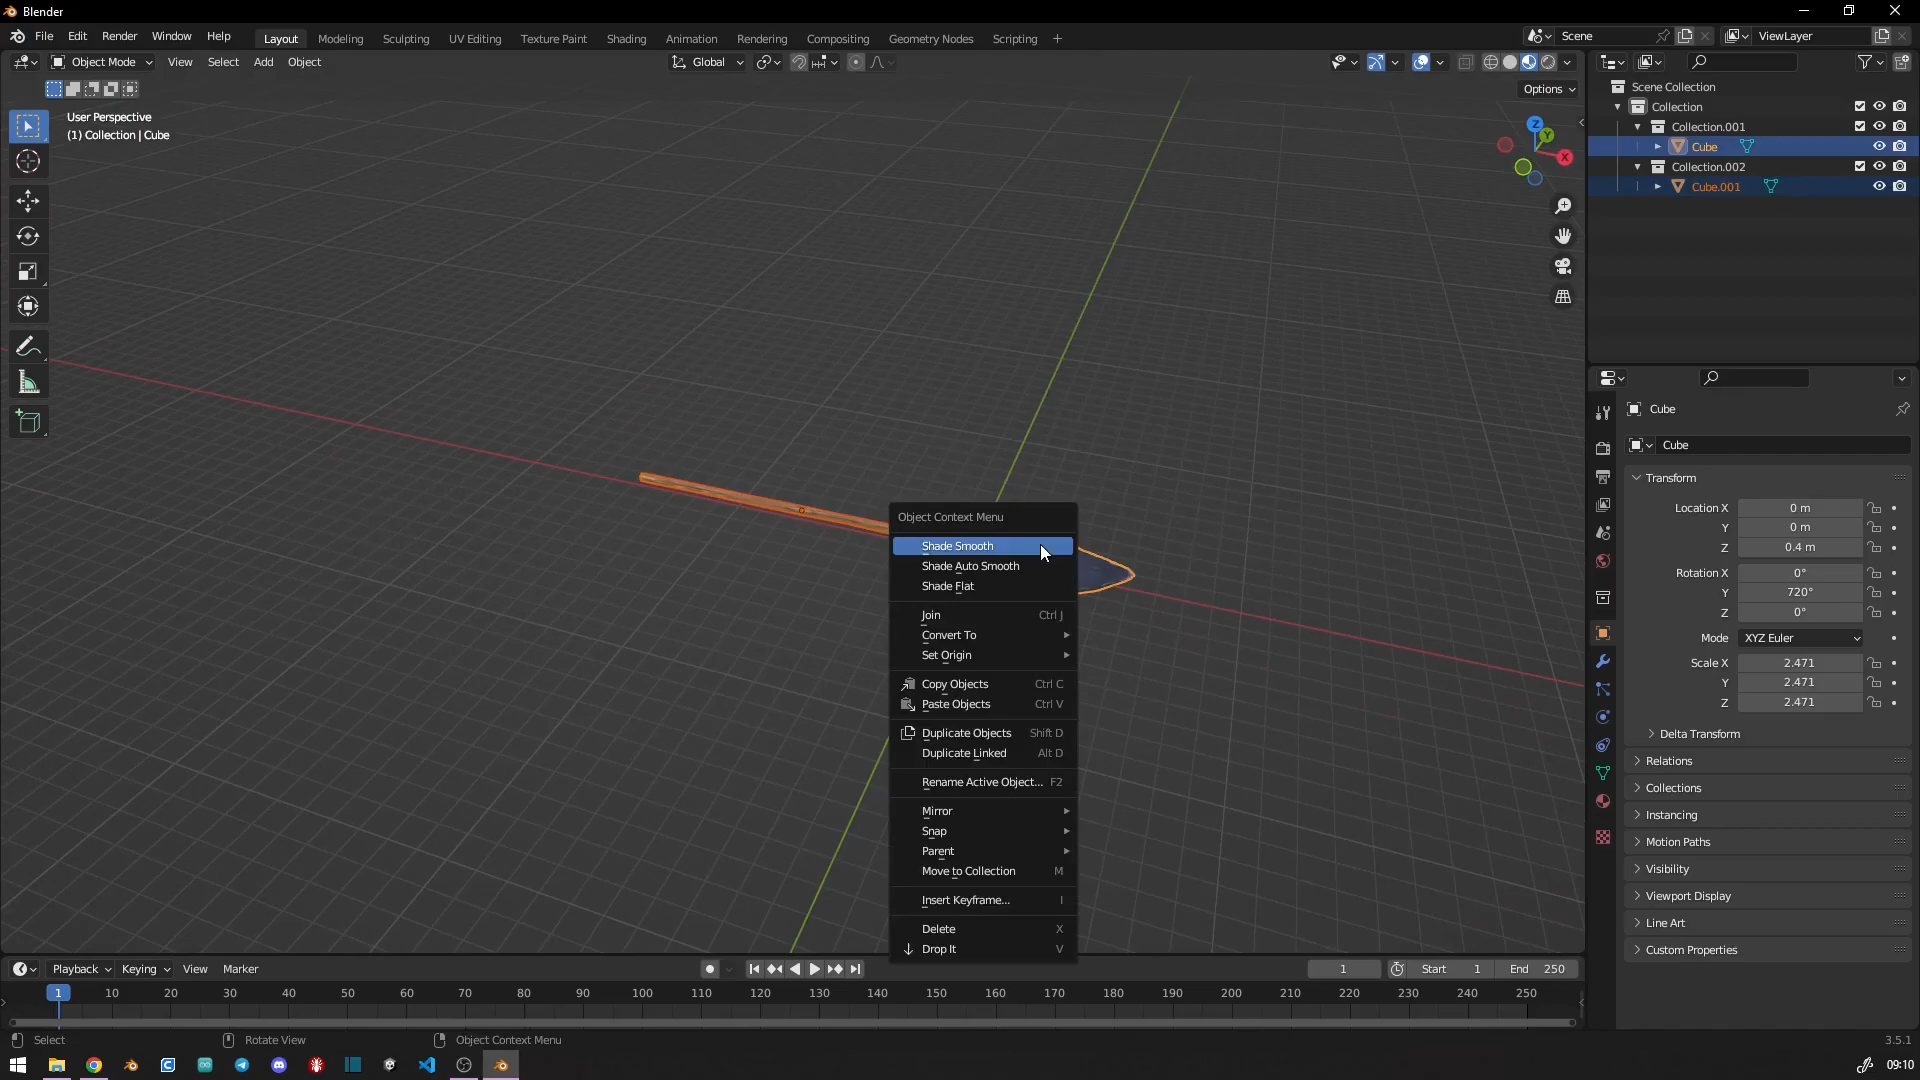 Blender
File Edit Render Window Help
Layout Modeling Sculpting UV Editing Texture Paint Shading Animation Rendering Compositing Geometry Nodes Scripting +
Scene
ViewLayer
Object Mode View Select Add Object
Global
Options
User Perspective
(1) Collection | Cube
Z
Y
X
Scene Collection
Collection
Collection.001
Cube
Collection.002
Cube.001
Cube
Cube
Transform
Location X 0 m
Y 0 m
Z 0.4 m
Rotation X 0°
Y 720°
Z 0°
Mode XYZ Euler
Scale X 2.471
Y 2.471
Z 2.471
Delta Transform
Relations
Collections
Instancing
Motion Paths
Visibility
Viewport Display
Line Art
Custom Properties
Object Context Menu
Shade Smooth
Shade Auto Smooth
Shade Flat
Join Ctrl J
Convert To
Set Origin
Copy Objects Ctrl C
Paste Objects Ctrl V
Duplicate Objects Shift D
Duplicate Linked Alt D
Rename Active Object... F2
Mirror
Snap
Parent
Move to Collection M
Insert Keyframe... I
Delete X
Drop It V
Playback Keying View Marker
1 Start 1 End 250
1 10 20 30 40 50 60 70 80 90 100 110 120 130 140 150 160 170 180 190 200 210 220 230 240 250
Select Rotate View Object Context Menu 3.5.1
09:10